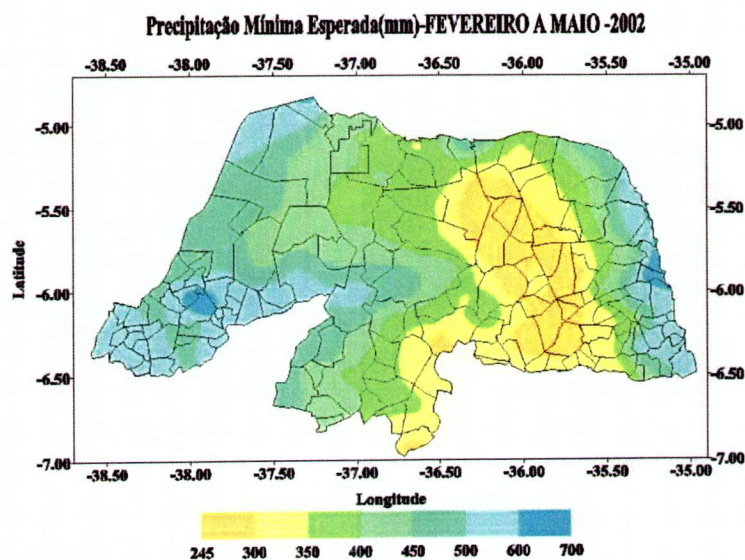 Precipitação Mínima Esperada(mm)-FEVEREIRO A MAIO -2002
-38.50 -38.00 -37.50 -37.00 -36.50 -36.00 -35.50 -35.00
-5.00 -5.00
-5.50 -5.50
Latitude
-6.00 -6.00
-6.50 -6.50
-7.00 -7.00
-38.50 -38.00 -37.50 -37.00 -36.50 -36.00 -35.50 -35.00
Longitude
245 300 350 400 450 500 600 700